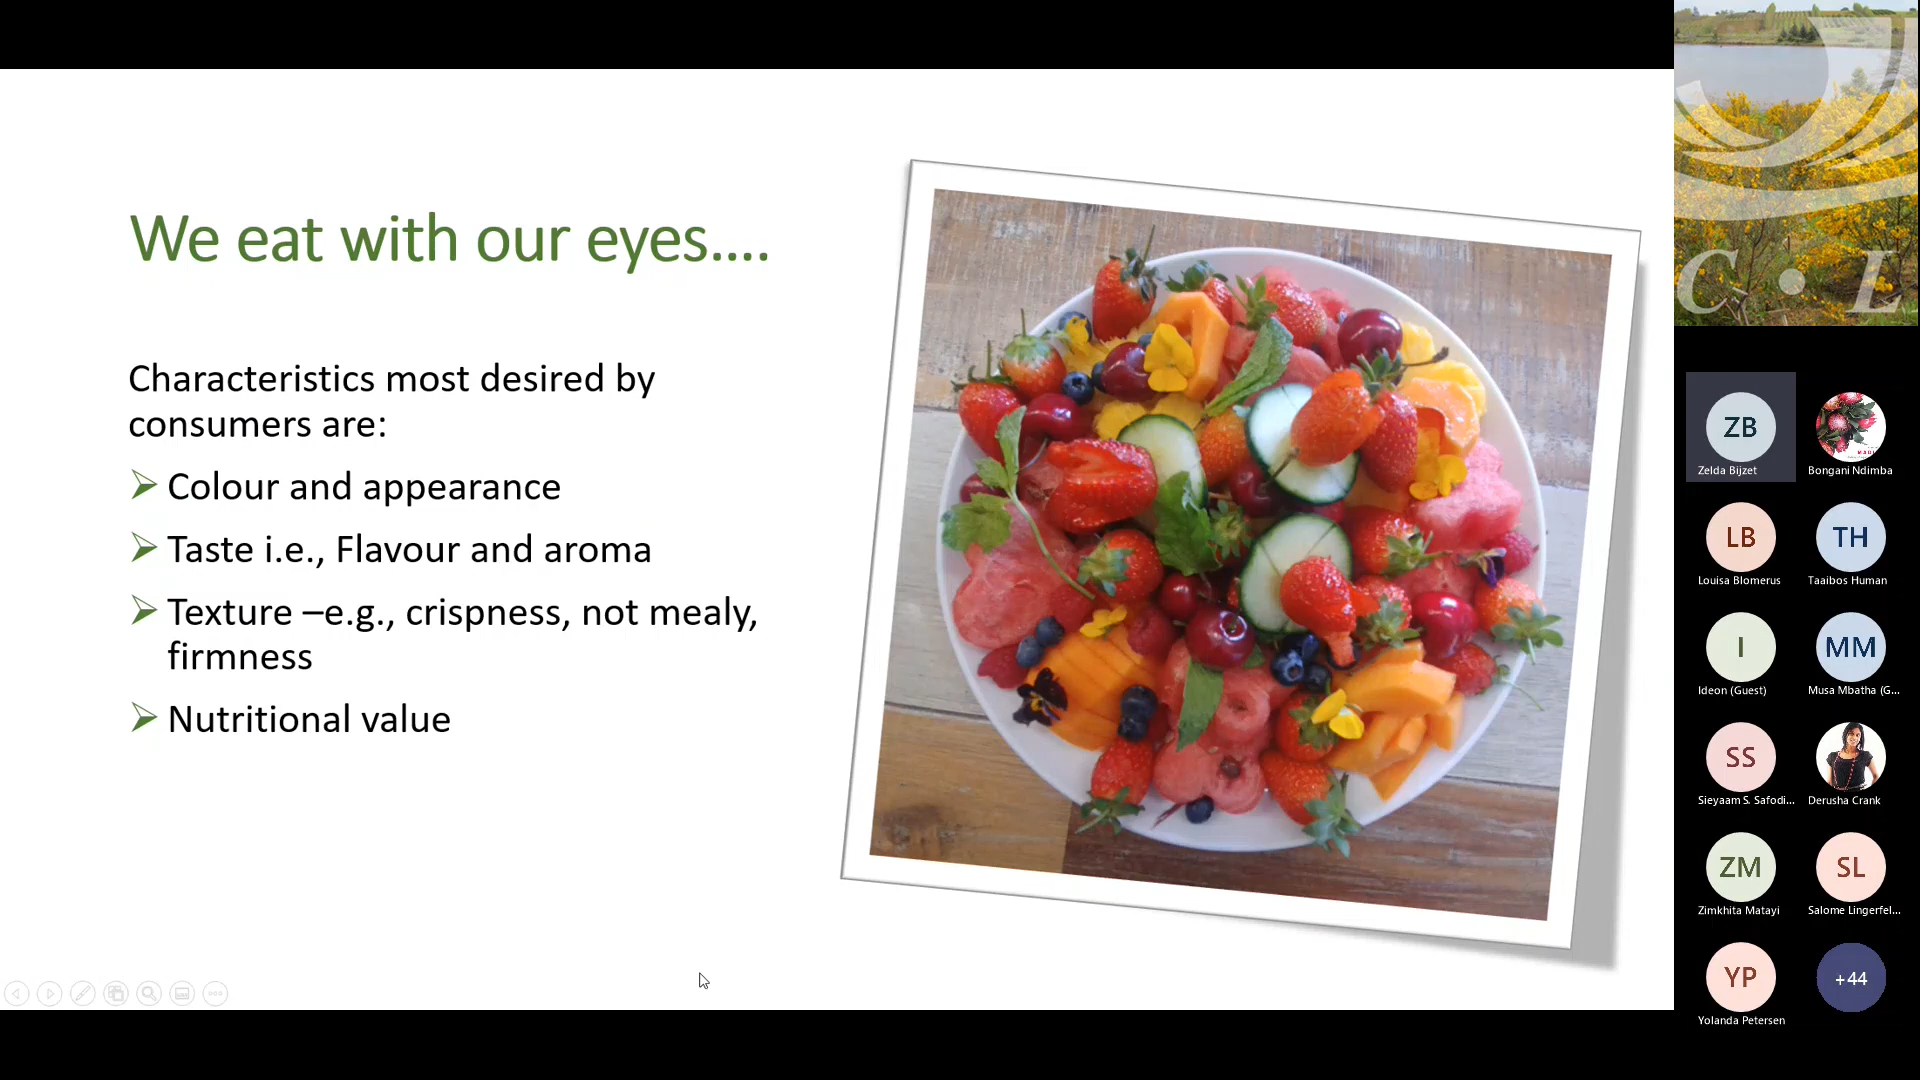 We eat with our eyes....
Characteristics most desired by
consumers are:
Colour and appearance
Taste i.e., Flavour and aroma
Texture –e.g., crispness, not mealy,
firmness
Nutritional value
C • L
ZB
Zelda Bijzet
Bongani Ndimba
LB
Louisa Blomerus
TH
Taaibos Human
I
Ideon (Guest)
MM
Musa Mbatha (G...
SS
Sieyaam S. Safodi...
Derusha Crank
ZM
Zimkhita Matayi
SL
Salome Lingerfel...
YP
Yolanda Petersen
+44